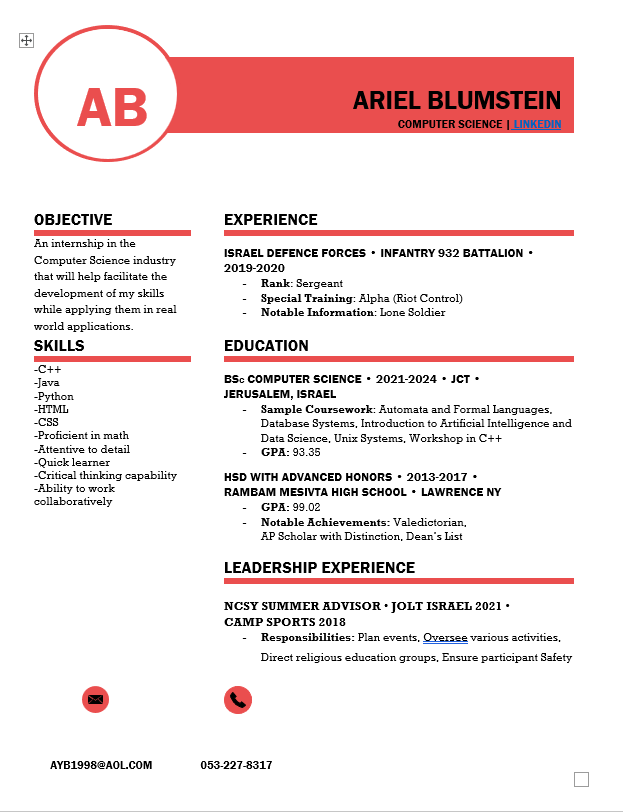 AB
ARIEL BLUMSTEIN
COMPUTER SCIENCE | LINKEDIN
OBJECTIVE
An internship in the
Computer Science industry
that will help facilitate the
development of my skills
while applying them in real
world applications.
SKILLS
-C++
-Java
-Python
-HTML
-CSS
-Proficient in math
-Attentive to detail
-Quick learner
-Critical thinking capability
-Ability to work
collaboratively
EXPERIENCE
ISRAEL DEFENCE FORCES • INFANTRY 932 BATTALION •
2019-2020
- Rank: Sergeant
- Special Training: Alpha (Riot Control)
- Notable Information: Lone Soldier
EDUCATION
BSc COMPUTER SCIENCE • 2021-2024 • JCT •
JERUSALEM, ISRAEL
- Sample Coursework: Automata and Formal Languages,
Database Systems, Introduction to Artificial Intelligence and
Data Science, Unix Systems, Workshop in C++
- GPA: 93.35
HSD WITH ADVANCED HONORS • 2013-2017 •
RAMBAM MESIVTA HIGH SCHOOL • LAWRENCE NY
- GPA: 99.02
- Notable Achievements: Valedictorian,
AP Scholar with Distinction, Dean's List
LEADERSHIP EXPERIENCE
NCSY SUMMER ADVISOR • JOLT ISRAEL 2021 •
CAMP SPORTS 2018
- Responsibilities: Plan events, Oversee various activities,
Direct religious education groups, Ensure participant Safety
AYB1998@AOL.COM
053-227-8317